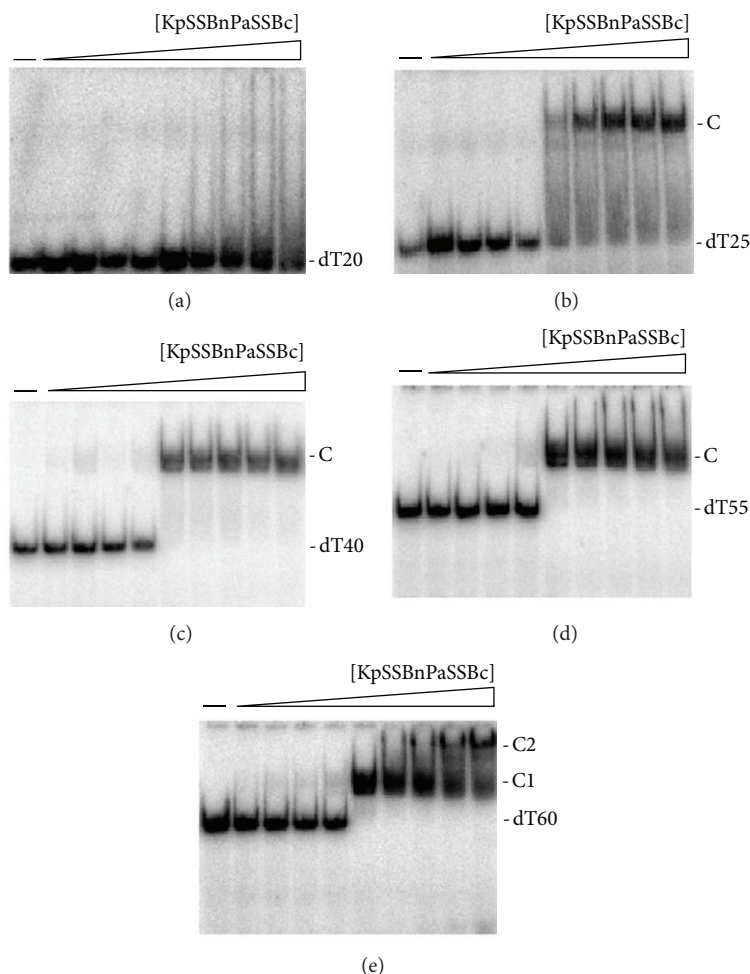 [KpSSBnPaSSBc]
- dT20
(a)
[KpSSBnPaSSBc]
- C
- dT25
(b)
[KpSSBnPaSSBc]
- C
- dT40
(c)
[KpSSBnPaSSBc]
- C
- dT55
(d)
[KpSSBnPaSSBc]
- C2
- C1
- dT60
(e)